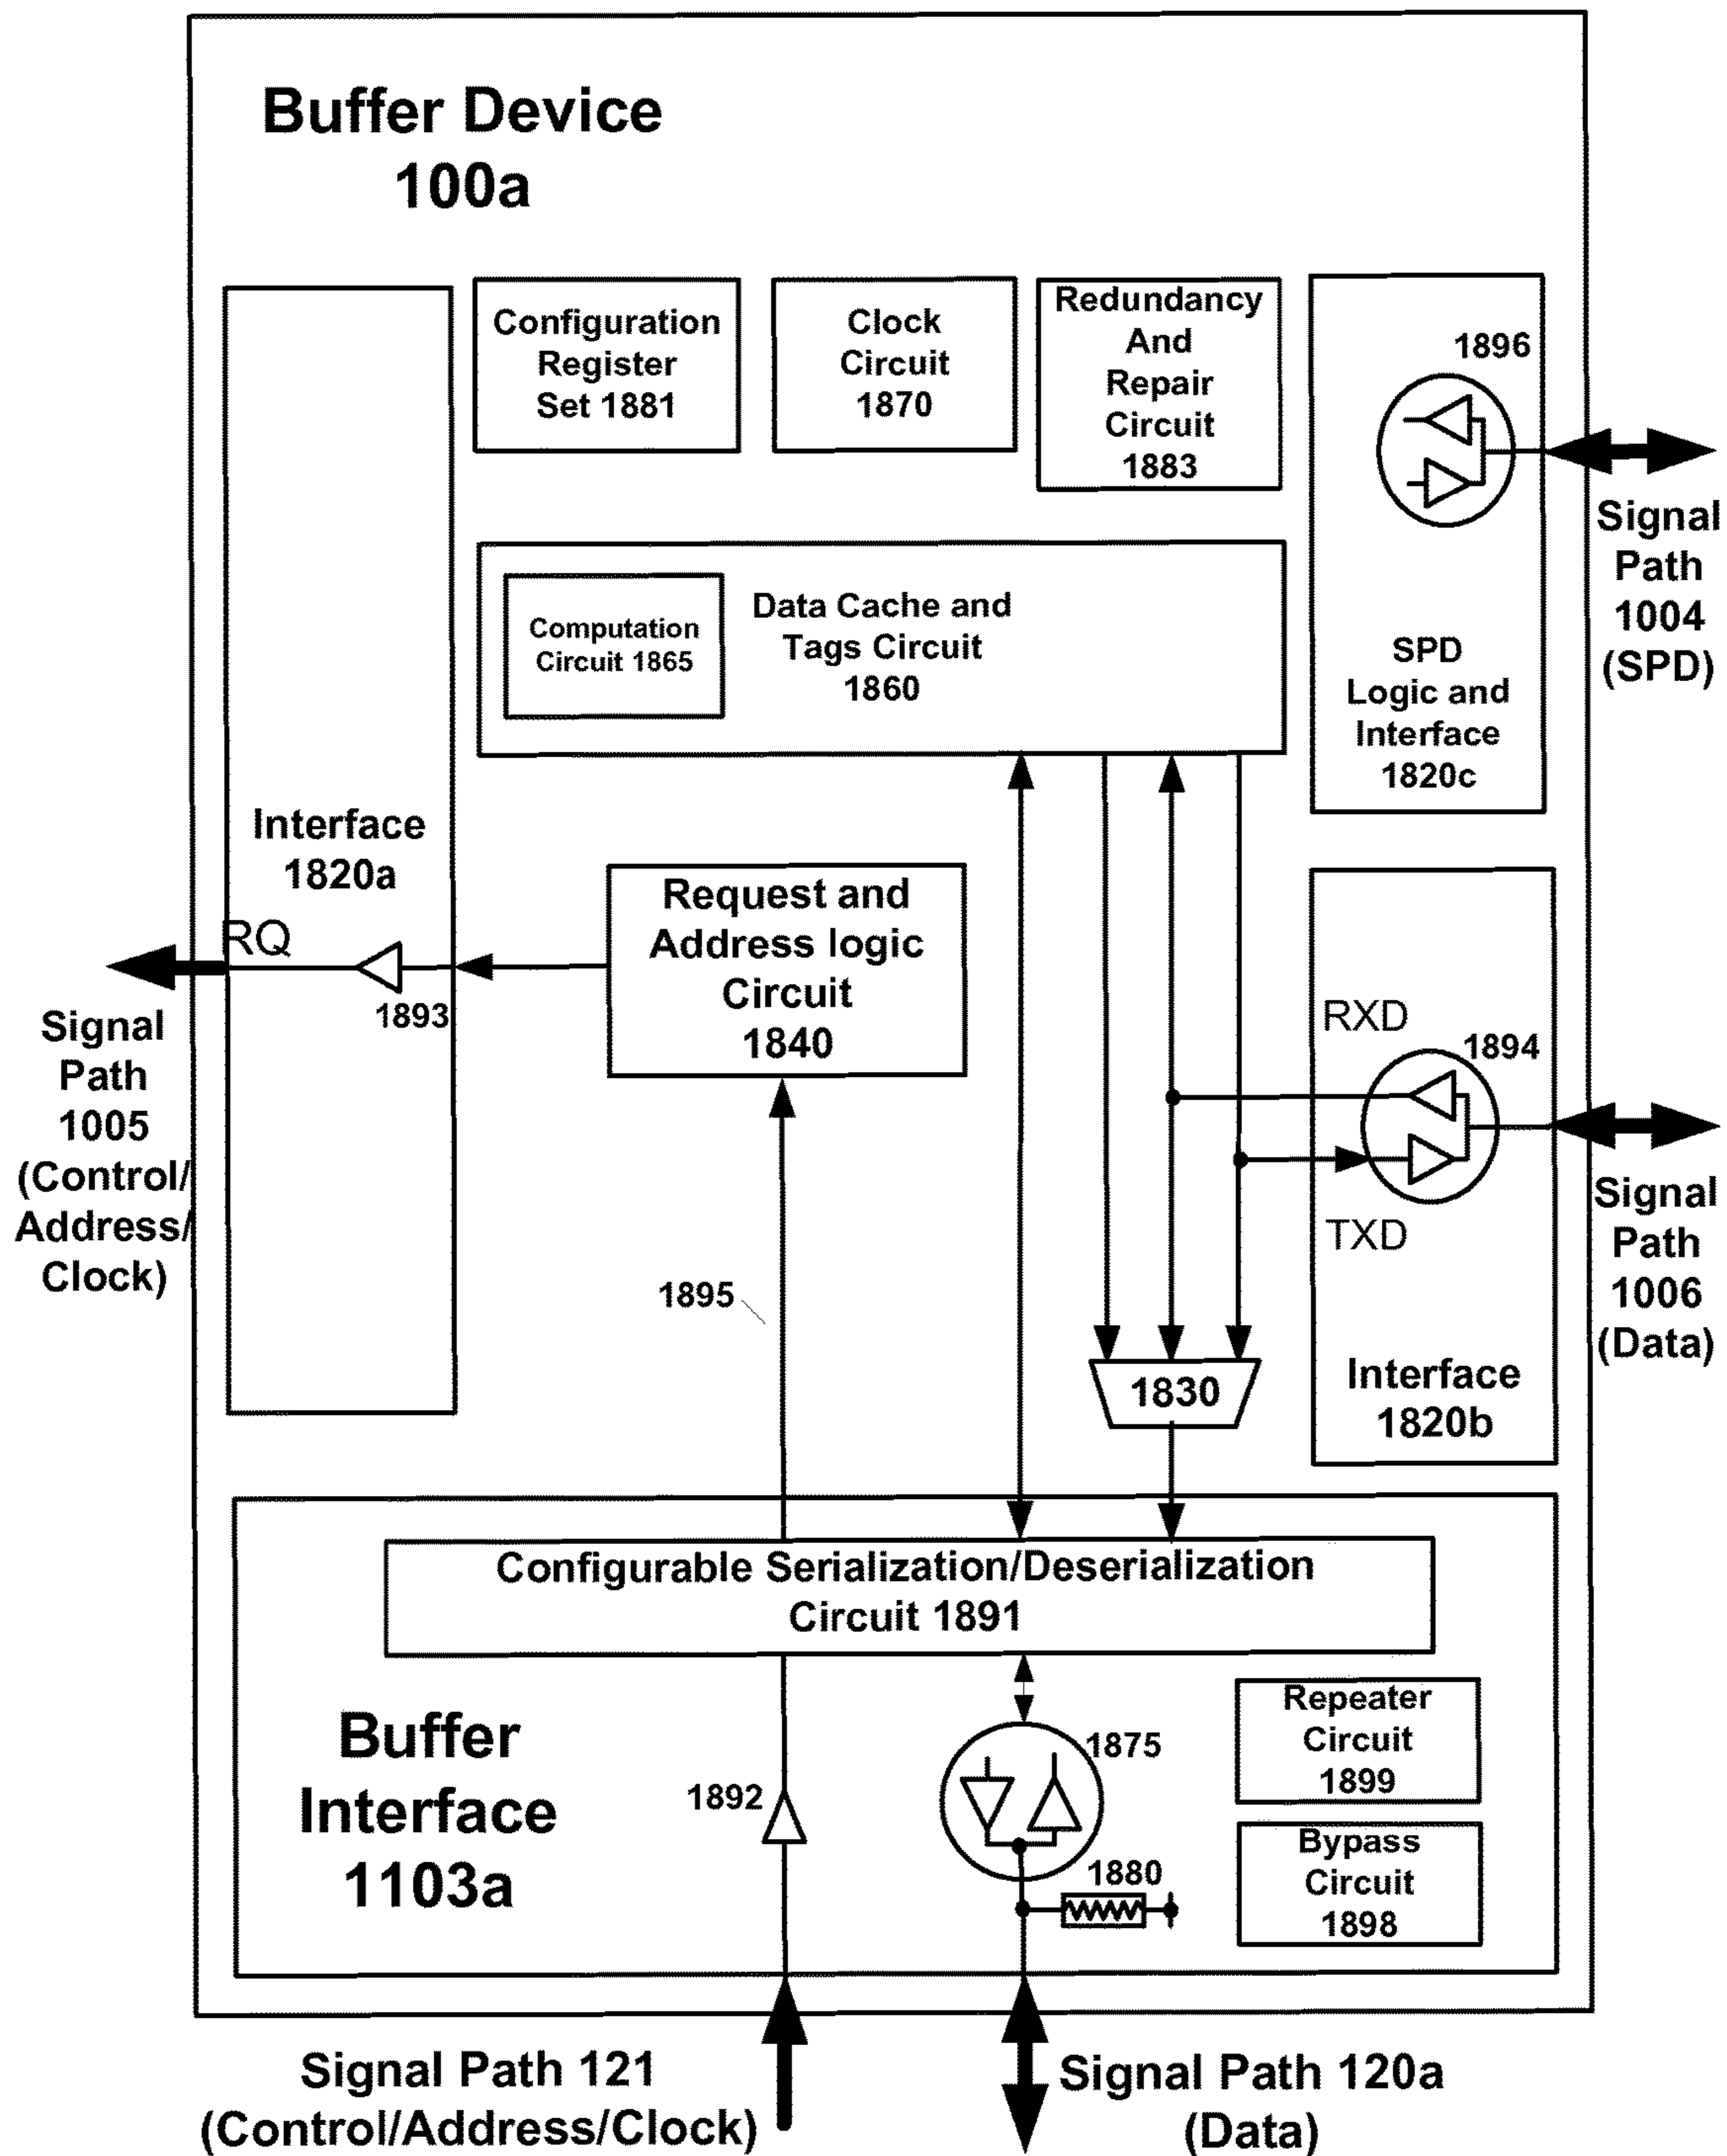 Buffer Device
100a
Configuration
Register
Set 1881
Clock
Circuit
1870
Redundancy
And
Repair
Circuit
1883
1896
SPD
Logic and
Interface
1820c
Signal
Path
1004
(SPD)
Computation
Circuit 1865
Data Cache and
Tags Circuit
1860
Interface
1820a
RQ
1893
Signal
Path
1005
(Control/
Address/
Clock)
Request and
Address logic
Circuit
1840
RXD
1894
TXD
Interface
1820b
Signal
Path
1006
(Data)
1895
1830
Configurable Serialization/Deserialization
Circuit 1891
Buffer
Interface
1103a
1892
1875
1880
Repeater
Circuit
1899
Bypass
Circuit
1898
Signal Path 121
(Control/Address/Clock)
Signal Path 120a
(Data)